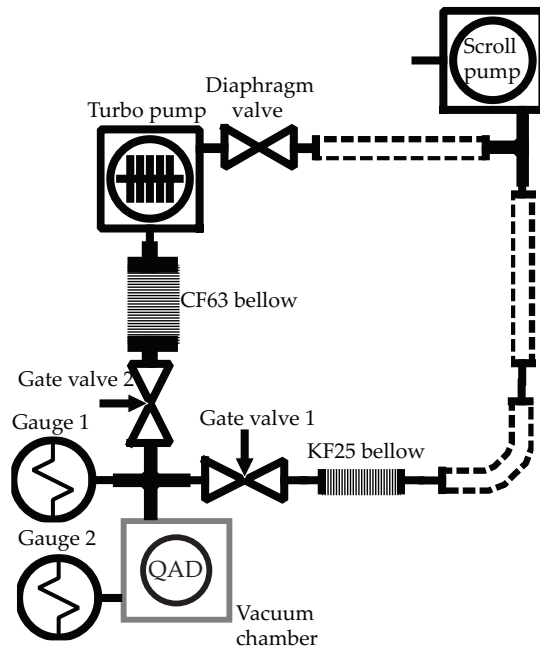 Scroll
pump
Diaphragm
valve
Turbo pump
CF63 bellow
Gate valve 2
Gauge 1
Gate valve 1
KF25 bellow
Gauge 2
QAD
Vacuum
chamber